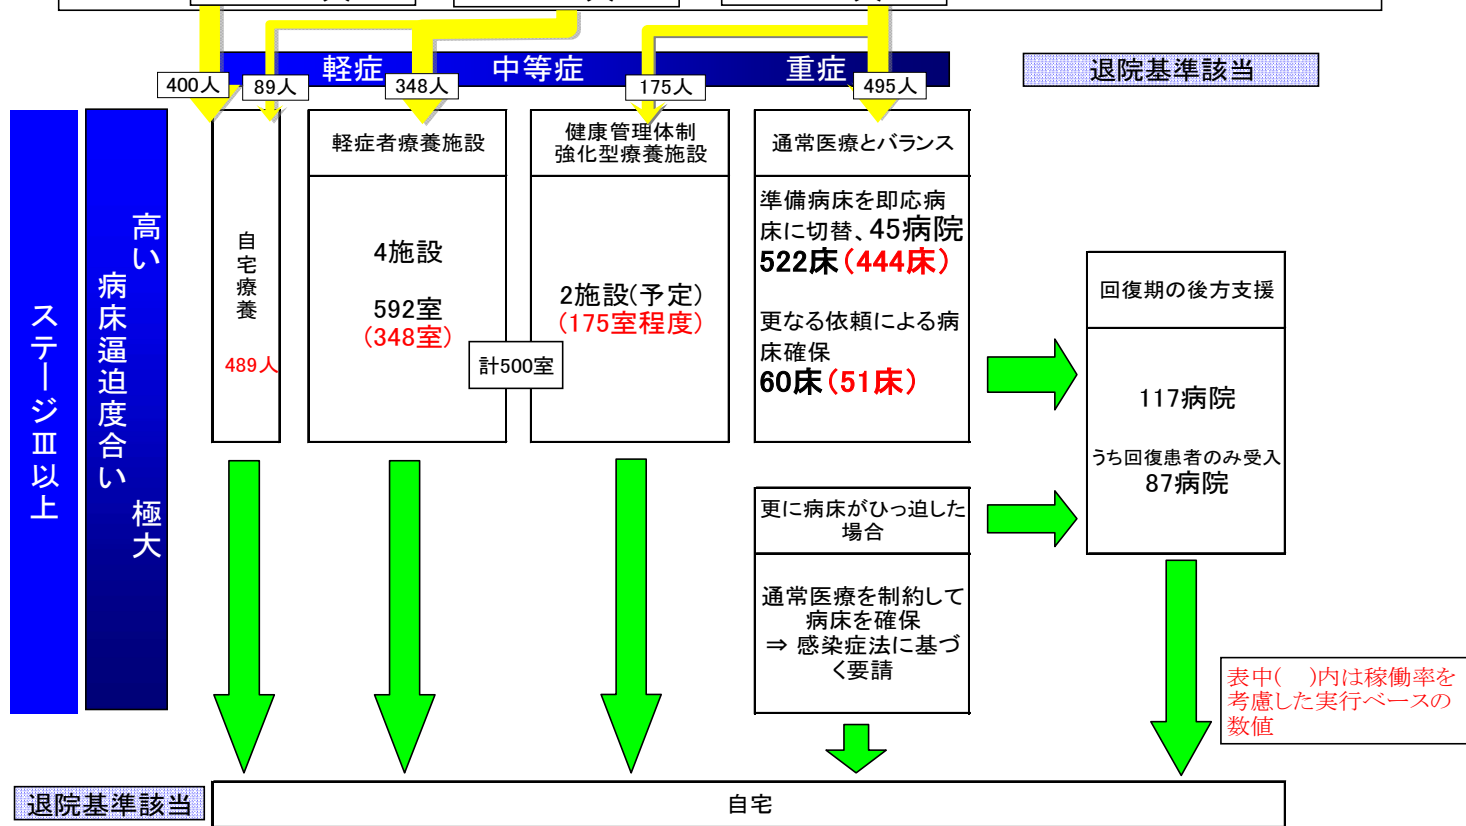 軽症
中等症
重症
退院基準該当
400人
89人
348人
175人
495人
ステージⅢ以上
高い
病床逼迫度合い
極大
自宅療養
489人
軽症者療養施設
4施設
592室
(348室)
計500室
健康管理体制
強化型療養施設
2施設(予定)
(175室程度)
通常医療とバランス
準備病床を即応病
床に切替、45病院
522床(444床)
更なる依頼による病
床確保
60床(51床)
更に病床がひっ迫した
場合
通常医療を制約して
病床を確保
⇒ 感染症法に基づ
く要請
回復期の後方支援
117病院
うち回復患者のみ受入
87病院
表中( )内は稼働率を
考慮した実行ベースの
数値
退院基準該当
自宅